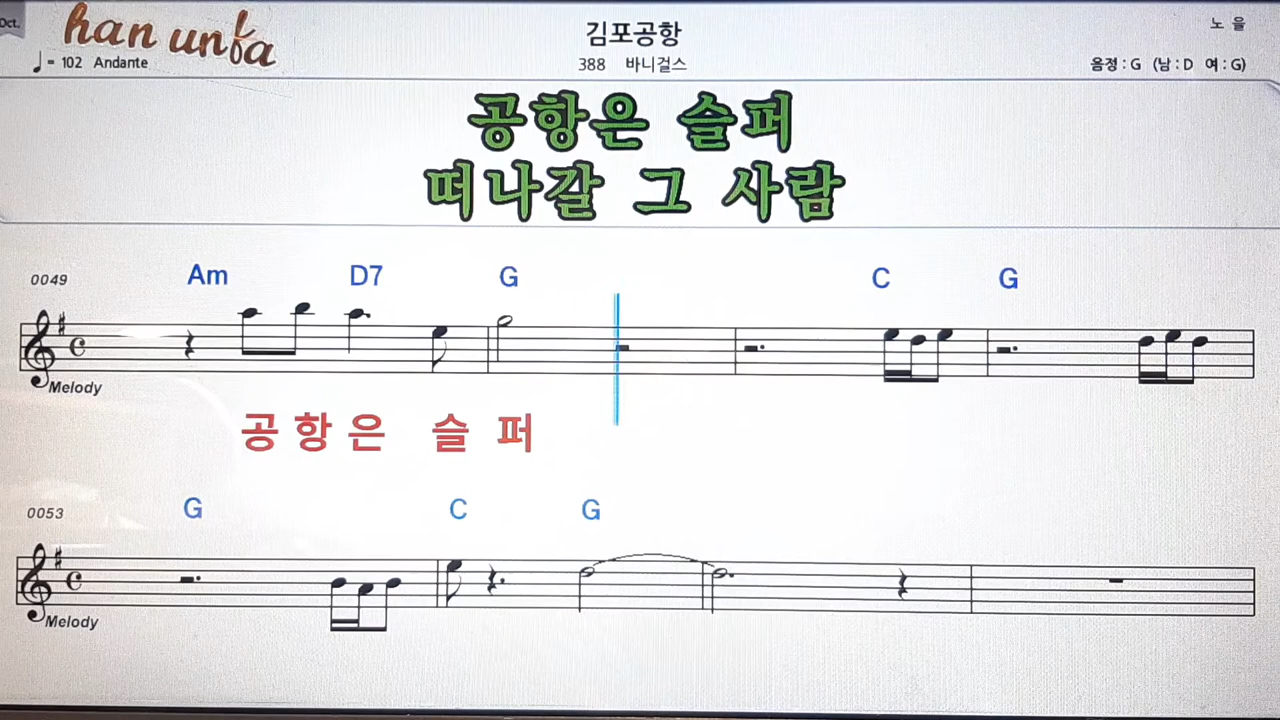 Oct.
han unfa
김포공항
노 을
♩= 102 Andante
388 바니걸스
음정 : G (남 : D 여 : G)
공항은 슬퍼
떠나갈 그 사람
0049 Am D7 G C G
Melody
공 항 은 슬 퍼
0053 G C G
Melody